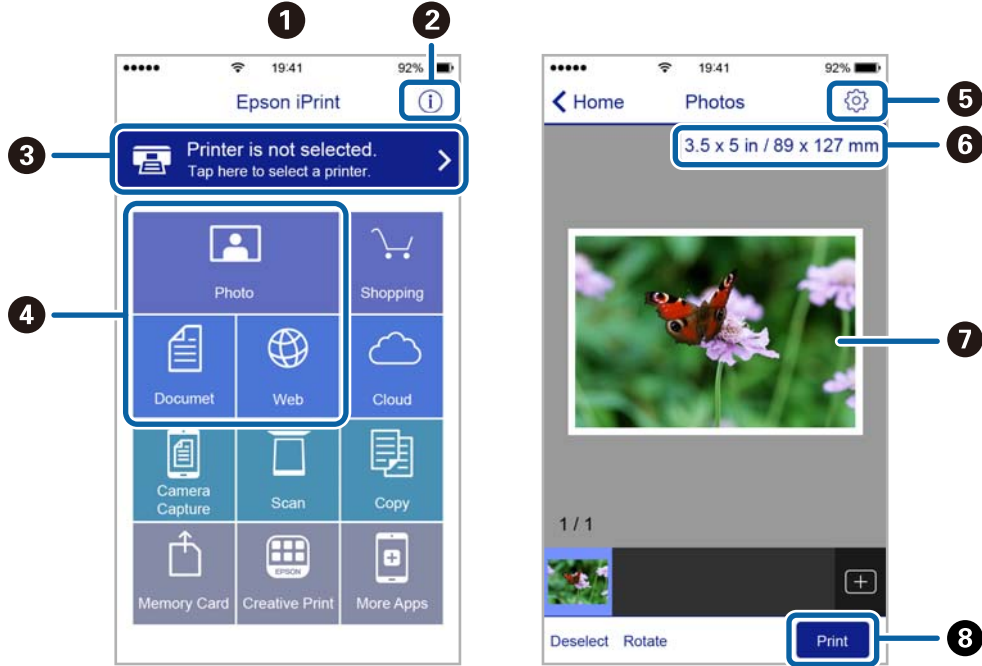 1
2
19:41
92%
Epson iPrint
i
3
Printer is not selected.
Tap here to select a printer.
4
Photo
Shopping
Documet
Web
Cloud
Camera
Capture
Scan
Copy
EPSON
Memory Card
Creative Print
More Apps
19:41
92%
Home
Photos
5
3.5 x 5 in / 89 x 127 mm
6
7
1 / 1
Deselect
Rotate
Print
8